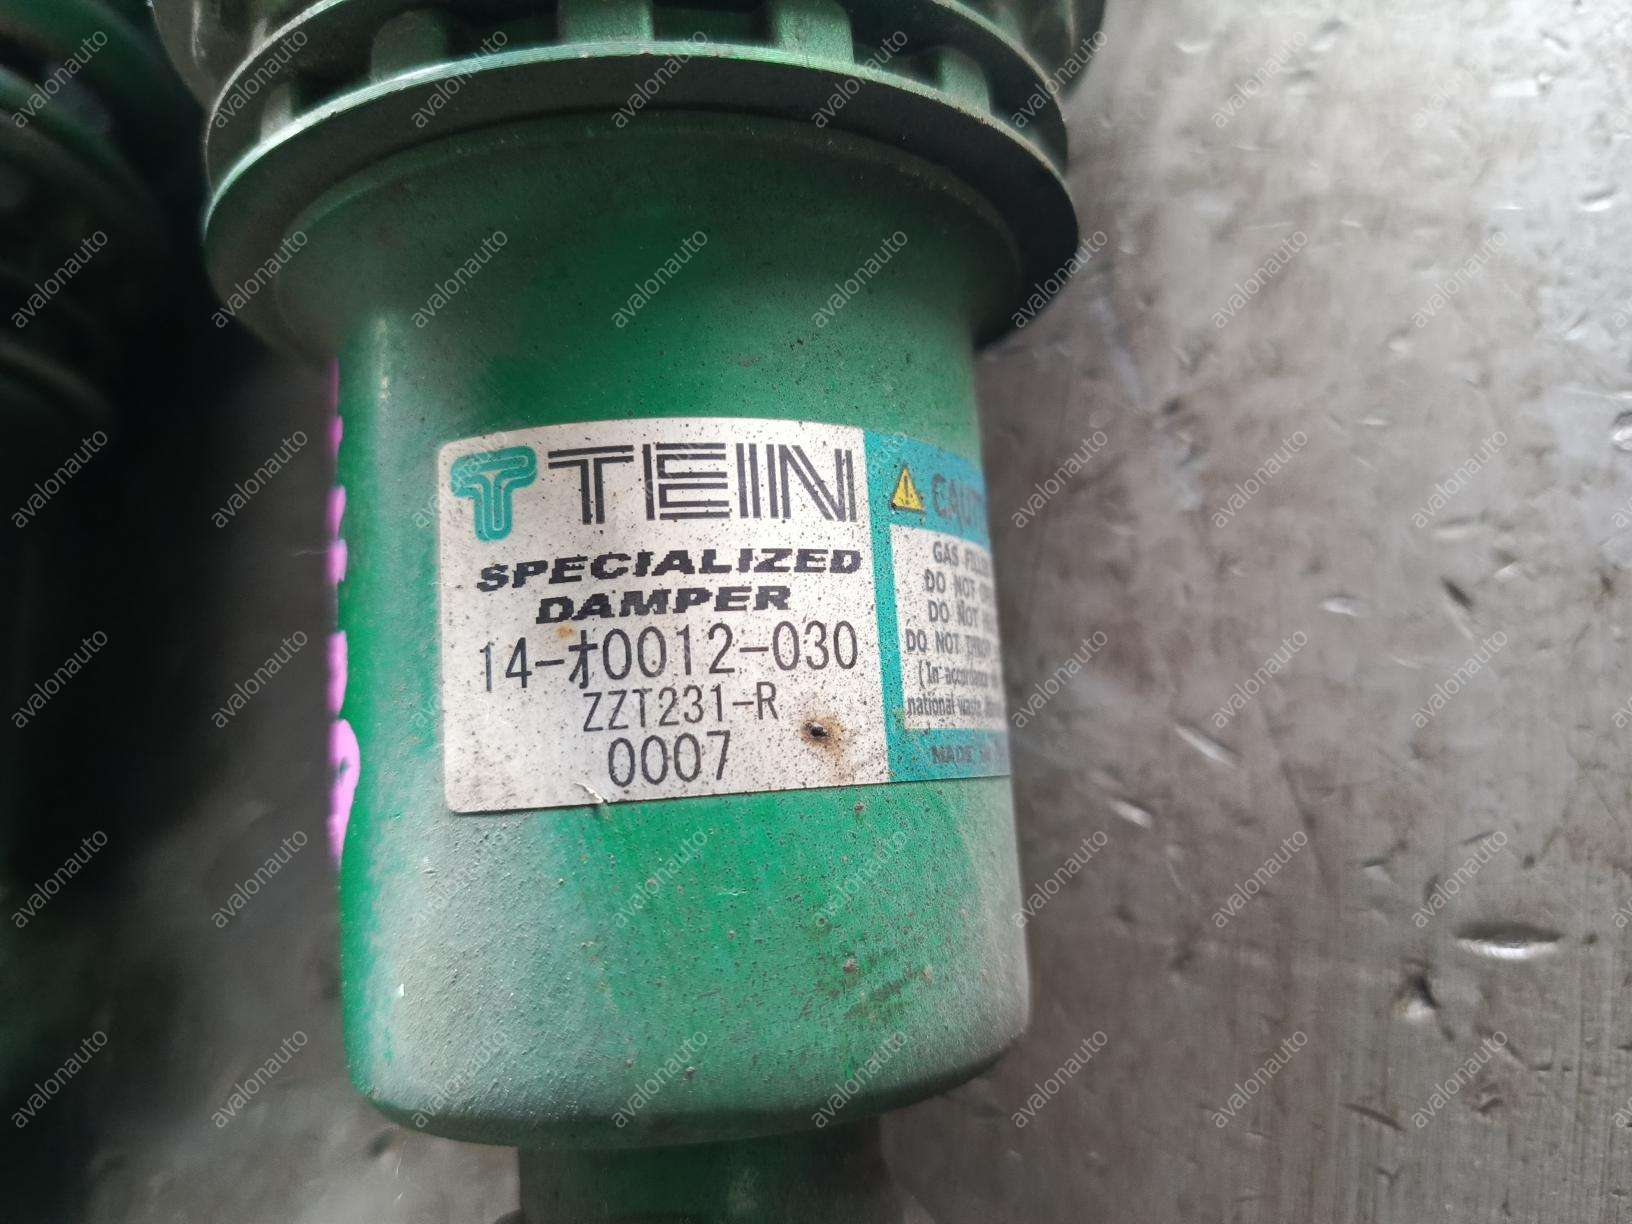 TEIN
SPECIALIZED
DAMPER
14-オ0012-030
ZZT231-R
0007
GAS
DO NOT
DO NOT
DO NOT
(In accordance
national waste
MADE
avalonauto